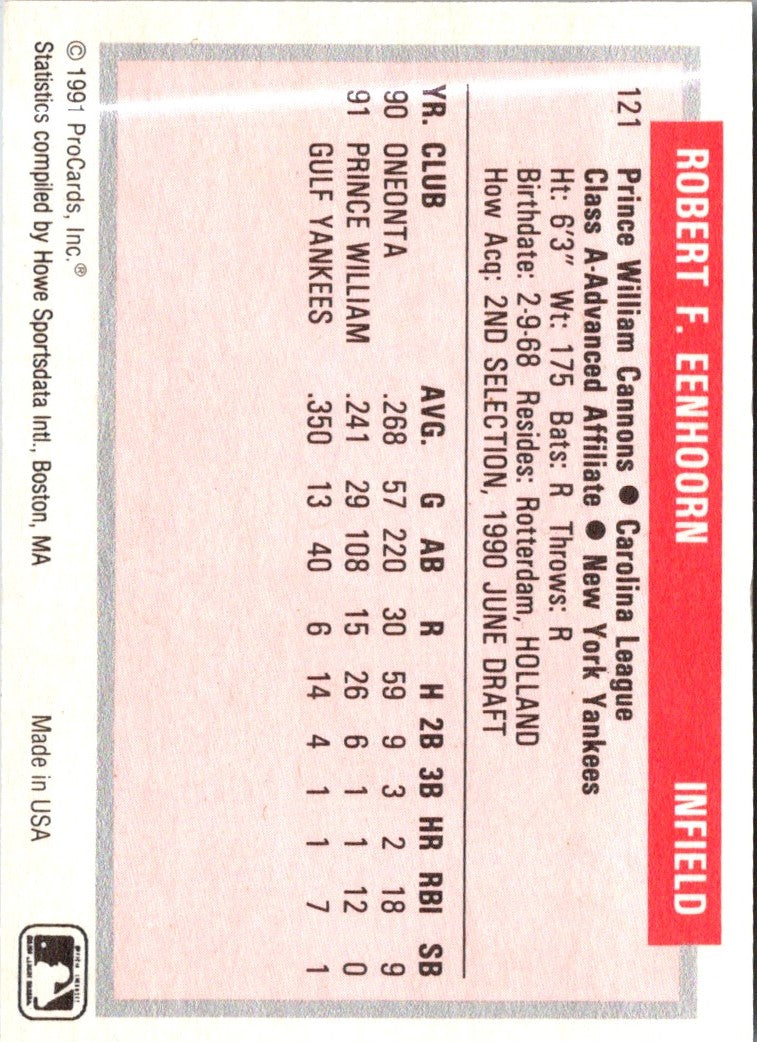 ROBERT F. EENHOORN INFIELD
121 Prince William Cannons ● Carolina League
Class A-Advanced Affiliate ● New York Yankees
Ht: 6'3" Wt: 175 Bats: R Throws: R
Birthdate: 2-9-68 Resides: Rotterdam, HOLLAND
How Acq: 2ND SELECTION, 1990 JUNE DRAFT
YR. CLUB AVG. G AB R H 2B 3B HR RBI SB
90 ONEONTA .268 57 220 30 59 9 3 2 18 9
91 PRINCE WILLIAM .241 29 108 15 26 6 1 1 12 0
GULF YANKEES .350 13 40 6 14 4 1 1 7 1
© 1991 ProCards, Inc.®
Statistics compiled by Howe Sportsdata Intl., Boston, MA Made in USA